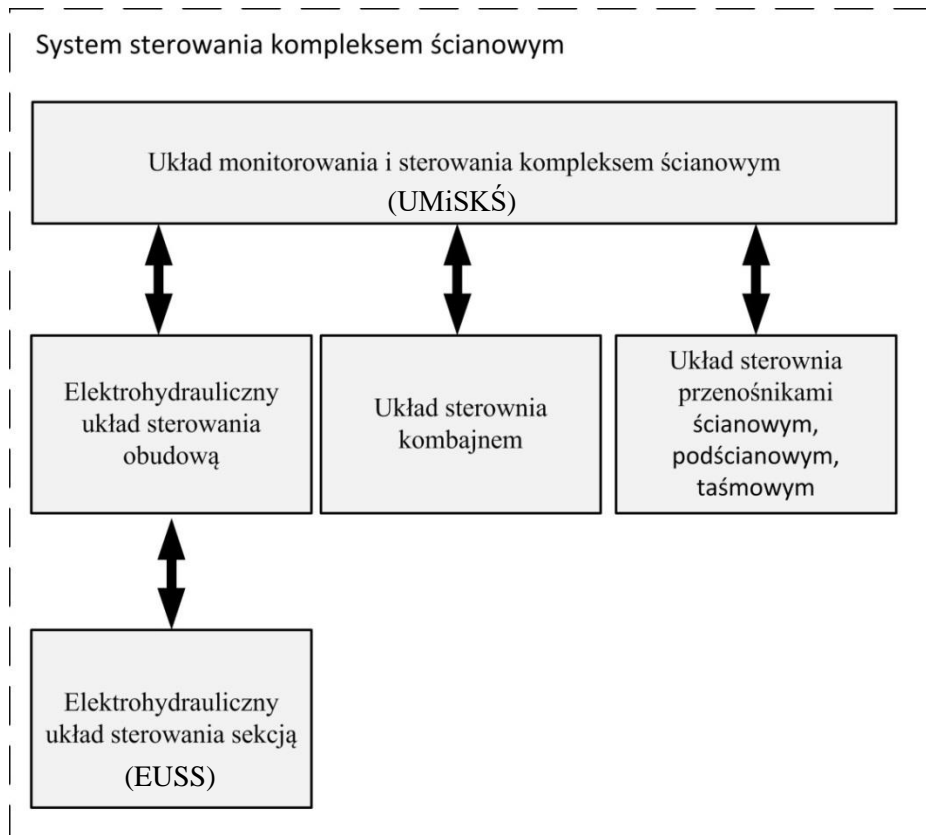 System sterowania kompleksem ścianowym
Układ monitorowania i sterowania kompleksem ścianowym
(UMiSKŚ)
Elektrohydrauliczny
układ sterowania
obudową
Układ sterownia
kombajnem
Układ sterownia
przenośnikami
ścianowym,
podścianowym,
taśmowym
Elektrohydrauliczny
układ sterowania sekcją
(EUSS)